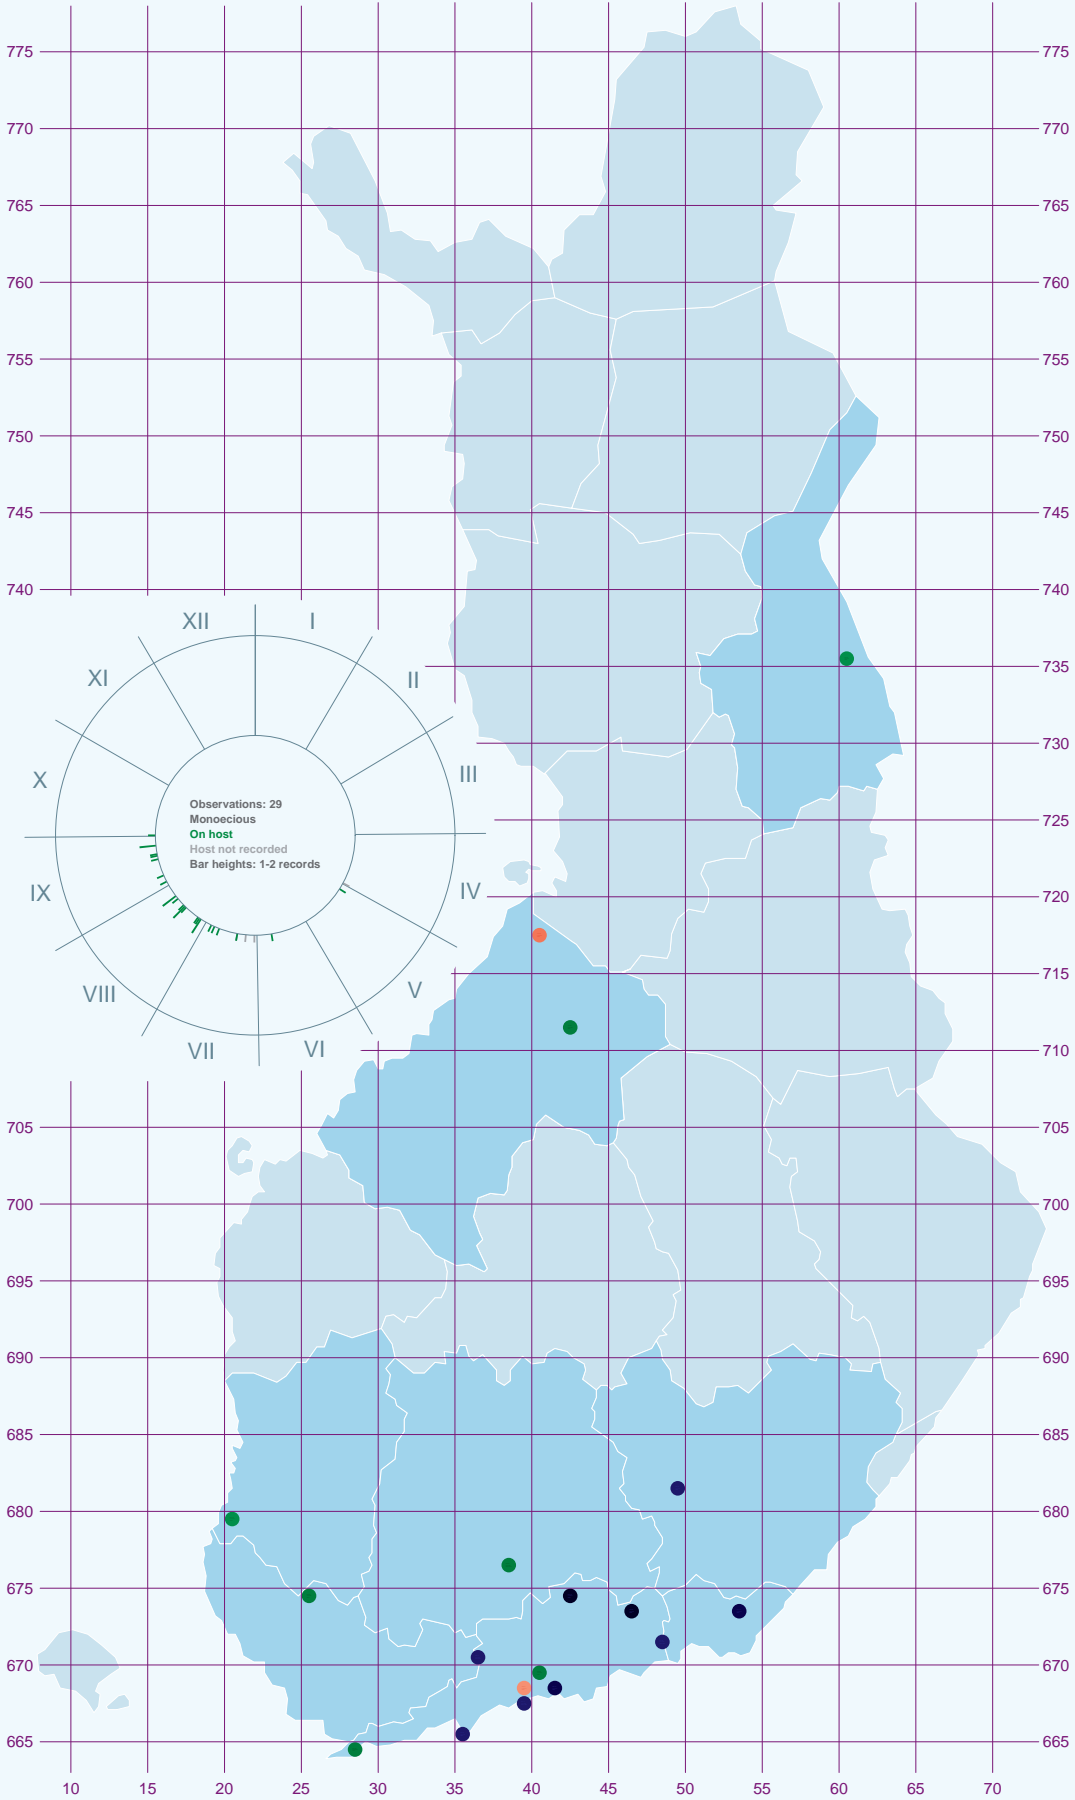 775 775
770 770
765 765
760 760
755 755
750 750
745 745
740 740
XII I
XI II
735
X III
730
Observations: 29
Monoecious
On host
Host not recorded
Bar heights: 1-2 records
725
IX IV
720
VIII V
715
VII VI
710
705 705
700 700
695 695
690 690
685 685
680 680
675 675
670 670
665 665
10 15 20 25 30 35 40 45 50 55 60 65 70